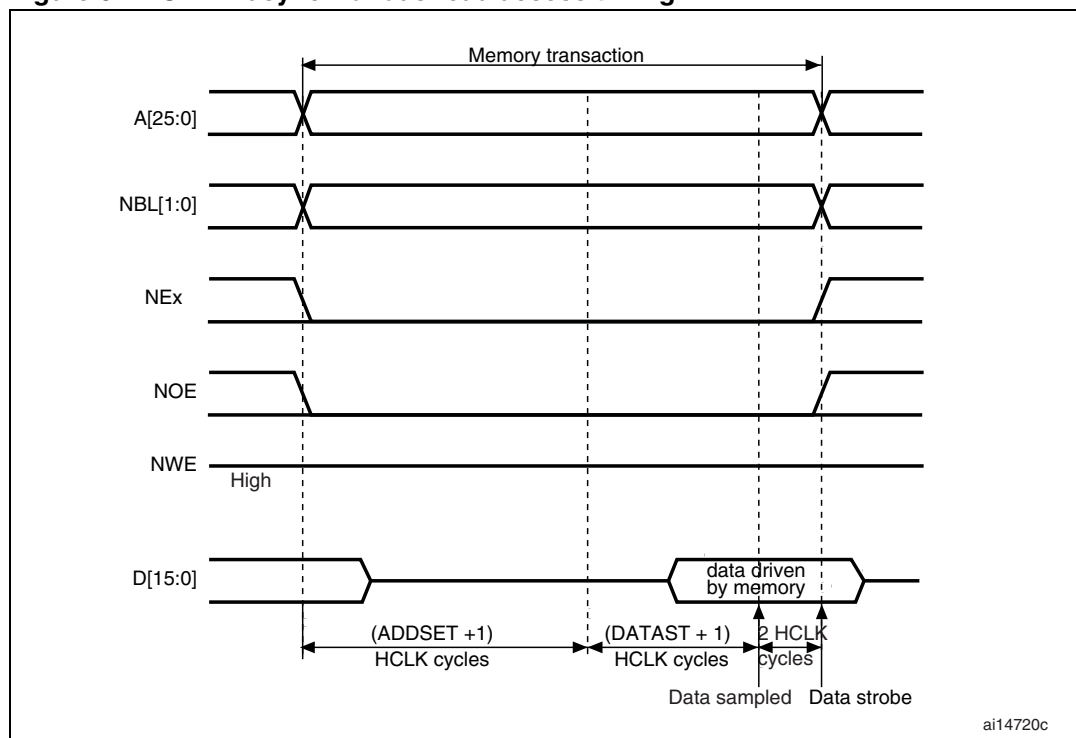 Memory transaction
A[25:0]
NBL[1:0]
NEx
NOE
NWE
High
D[15:0]
data driven
by memory
(ADDSET +1)
HCLK cycles
(DATAST + 1)
HCLK cycles
2 HCLK
cycles
Data sampled
Data strobe
ai14720c